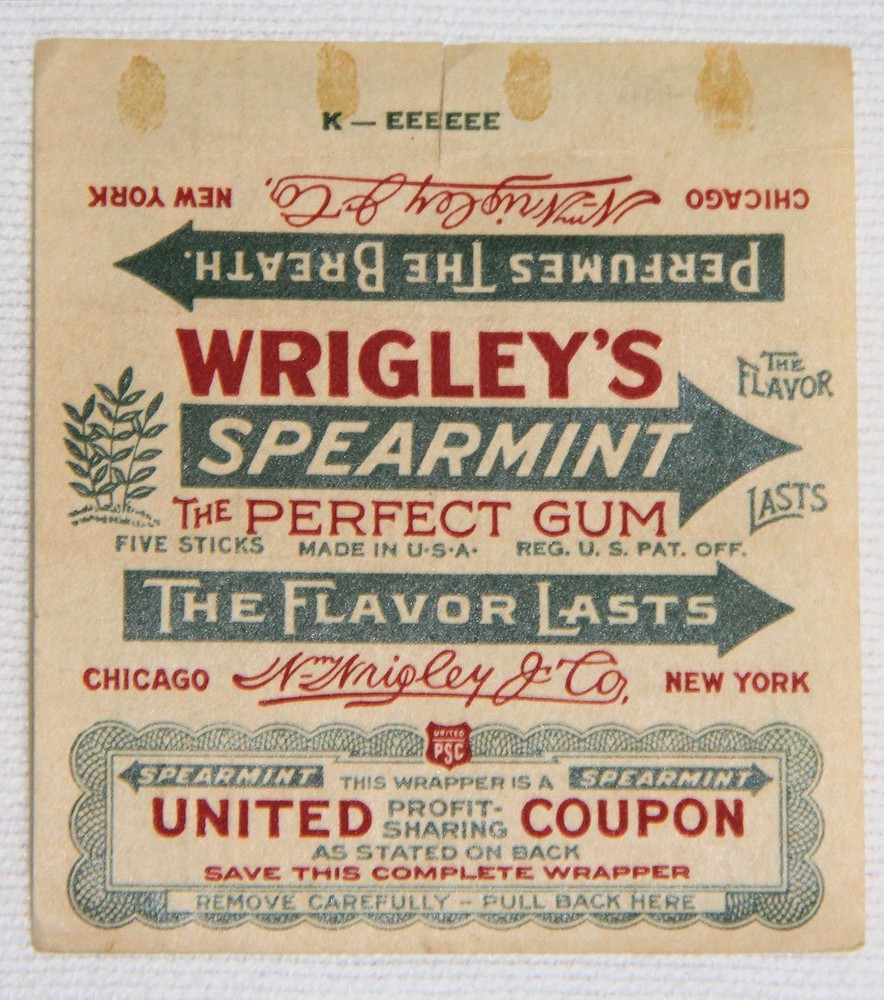 K — EEEEEE
CHICAGO Wm Wrigley Jr. Co. NEW YORK
PERFUMES THE BREATH.
WRIGLEY'S
THE FLAVOR
SPEARMINT
LASTS
THE PERFECT GUM
FIVE STICKS MADE IN U·S·A· REG. U. S. PAT. OFF.
THE FLAVOR LASTS
CHICAGO Wm Wrigley Jr. Co. NEW YORK
UNITED
PSC
SPEARMINT THIS WRAPPER IS A SPEARMINT
UNITED PROFIT-SHARING COUPON
AS STATED ON BACK
SAVE THIS COMPLETE WRAPPER
REMOVE CAREFULLY – PULL BACK HERE